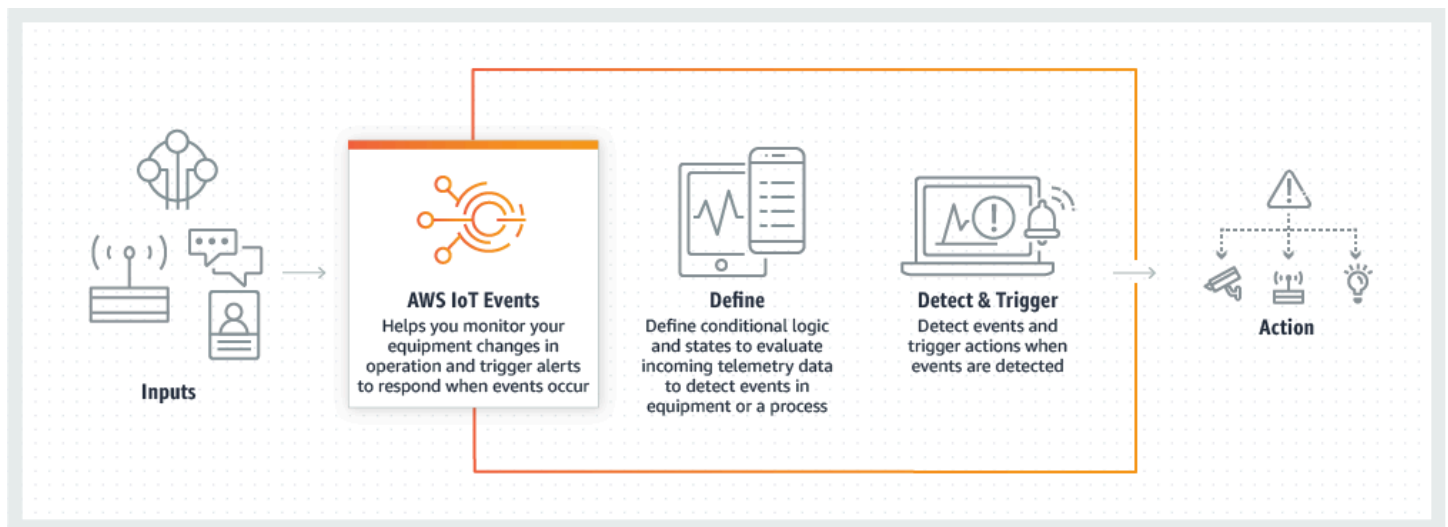 Inputs
AWS IoT Events
Helps you monitor your
equipment changes in
operation and trigger alerts
to respond when events occur
Define
Define conditional logic
and states to evaluate
incoming telemetry data
to detect events in
equipment or a process
Detect & Trigger
Detect events and
trigger actions when
events are detected
Action